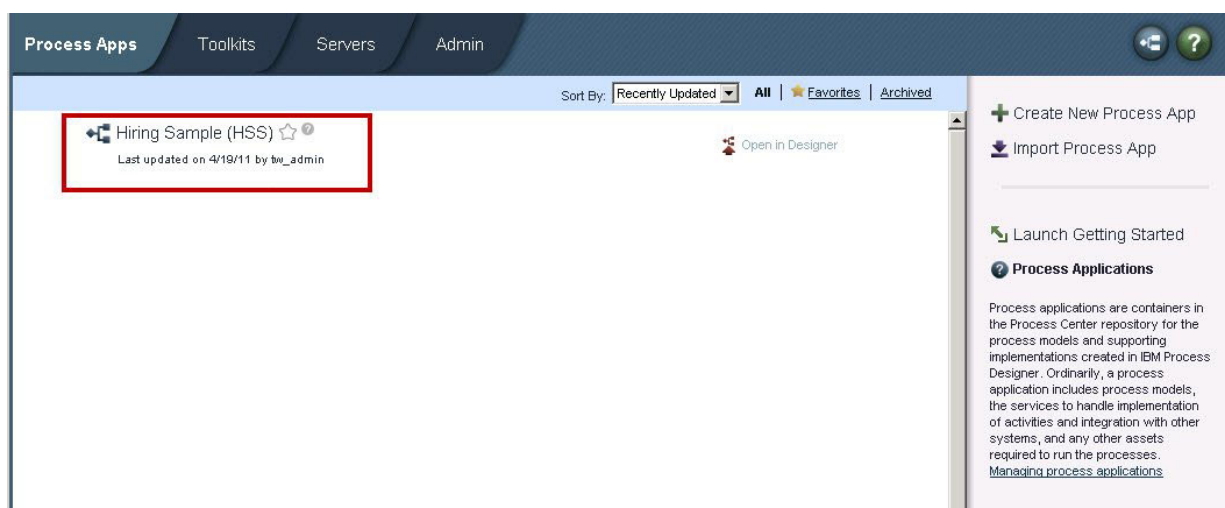 Process Apps Toolkits Servers Admin
Sort By: Recently Updated All | Favorites | Archived
Hiring Sample (HSS)
Last updated on 4/19/11 by tw_admin
Open in Designer
Create New Process App
Import Process App
Launch Getting Started
Process Applications
Process applications are containers in
the Process Center repository for the
process models and supporting
implementations created in IBM Process
Designer. Ordinarily, a process
application includes process models,
the services to handle implementation
of activities and integration with other
systems, and any other assets
required to run the processes.
Managing process applications